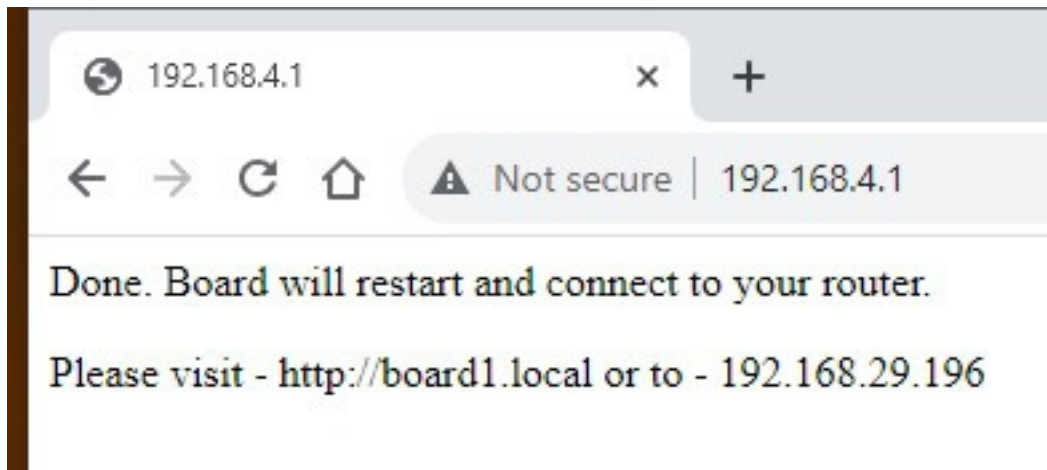 192.168.4.1
Not secure | 192.168.4.1
Done. Board will restart and connect to your router.
Please visit - http://board1.local or to - 192.168.29.196